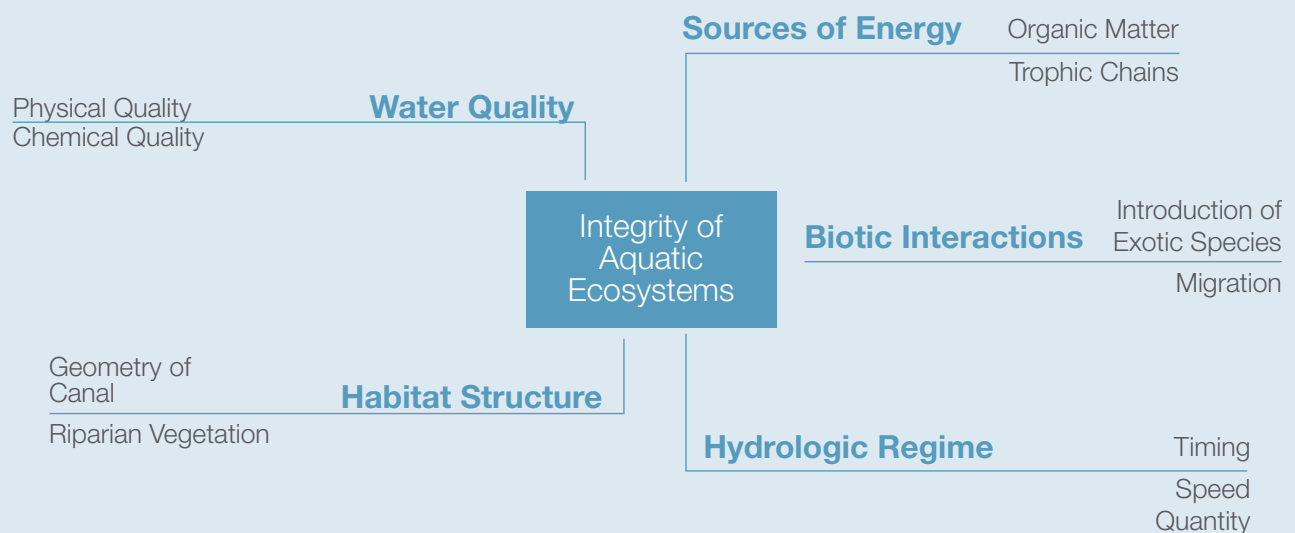 Sources of Energy
Organic Matter
Trophic Chains
Water Quality
Physical Quality
Chemical Quality
Integrity of
Aquatic
Ecosystems
Biotic Interactions
Introduction of
Exotic Species
Migration
Habitat Structure
Geometry of
Canal
Riparian Vegetation
Hydrologic Regime
Timing
Speed
Quantity